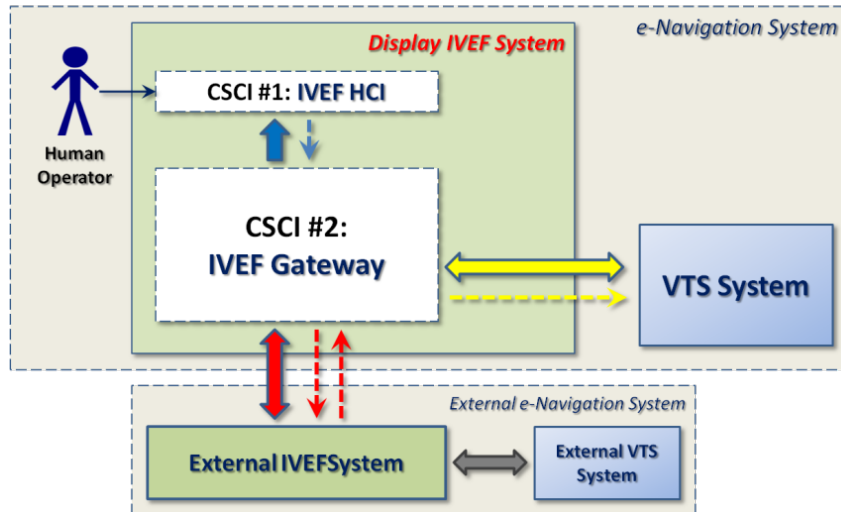 e-Navigation System
Display IVEF System
CSCI #1: IVEF HCI
Human
Operator
CSCI #2:
IVEF Gateway
VTS System
External e-Navigation System
External IVEFSystem
External VTS
System